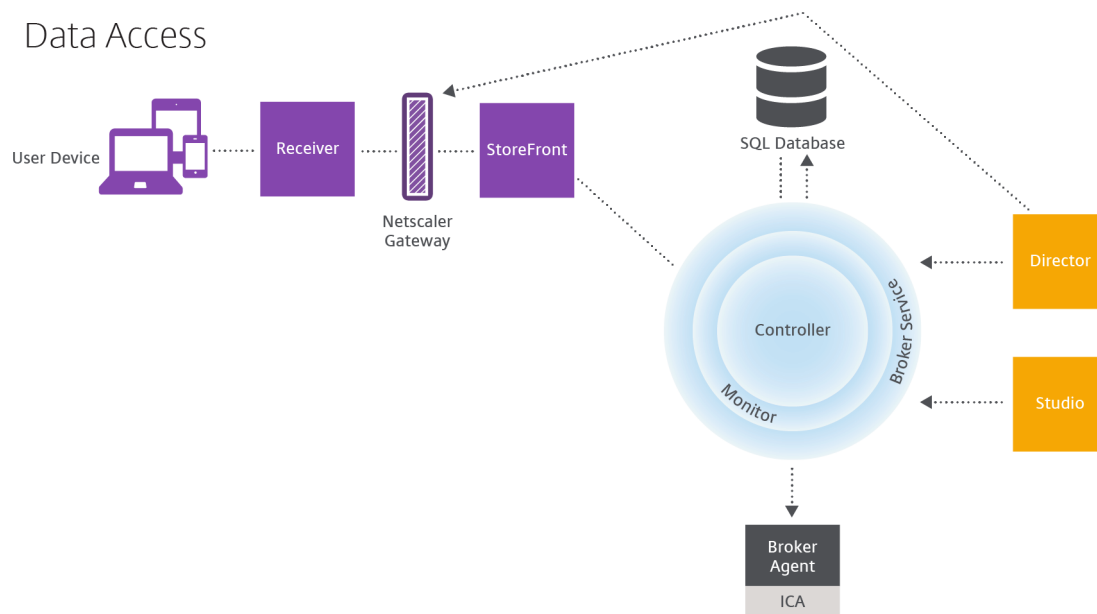 Data Access
User Device
Receiver
Netscaler
Gateway
StoreFront
SQL Database
Controller
Monitor
Broker Service
Director
Studio
Broker
Agent
ICA